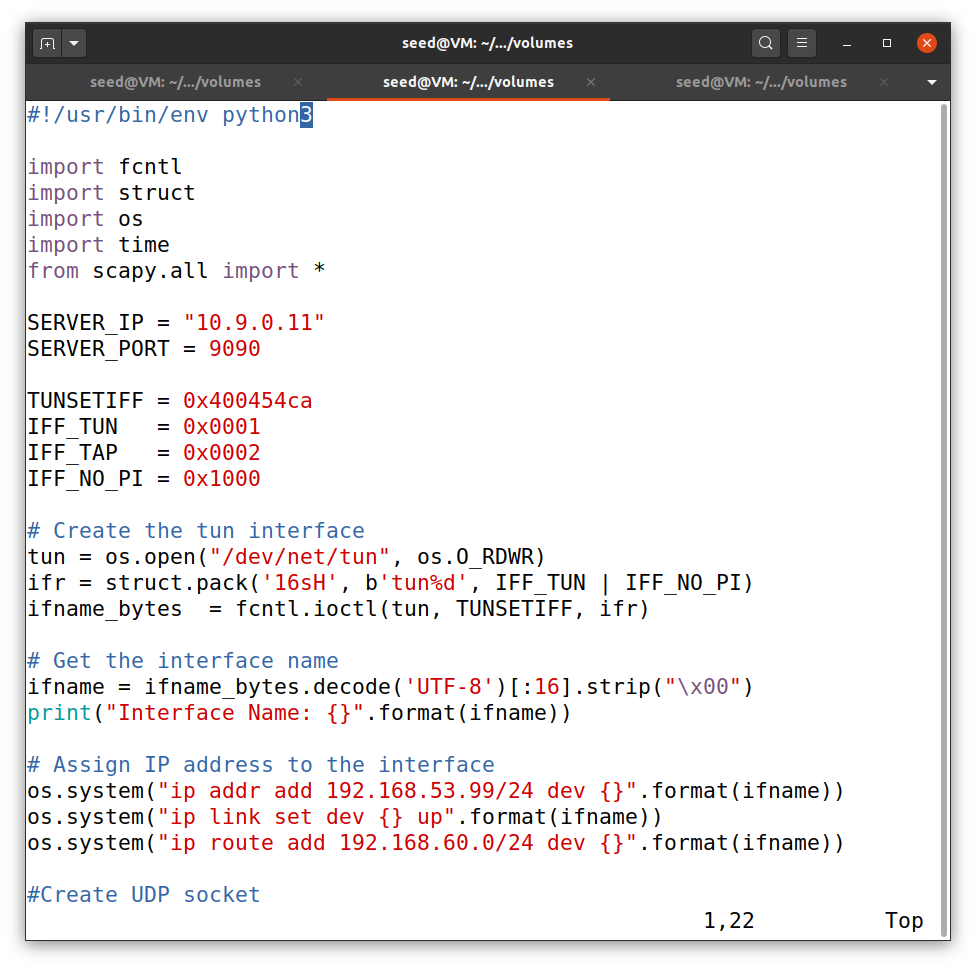 seed@VM: ~/.../volumes
seed@VM: ~/.../volumes × seed@VM: ~/.../volumes × seed@VM: ~/.../volumes ×
#!/usr/bin/env python3

import fcntl
import struct
import os
import time
from scapy.all import *

SERVER_IP = "10.9.0.11"
SERVER_PORT = 9090

TUNSETIFF = 0x400454ca
IFF_TUN   = 0x0001
IFF_TAP   = 0x0002
IFF_NO_PI = 0x1000

# Create the tun interface
tun = os.open("/dev/net/tun", os.O_RDWR)
ifr = struct.pack('16sH', b'tun%d', IFF_TUN | IFF_NO_PI)
ifname_bytes  = fcntl.ioctl(tun, TUNSETIFF, ifr)

# Get the interface name
ifname = ifname_bytes.decode('UTF-8')[:16].strip("\x00")
print("Interface Name: {}".format(ifname))

# Assign IP address to the interface
os.system("ip addr add 192.168.53.99/24 dev {}".format(ifname))
os.system("ip link set dev {} up".format(ifname))
os.system("ip route add 192.168.60.0/24 dev {}".format(ifname))

#Create UDP socket
1,22 Top